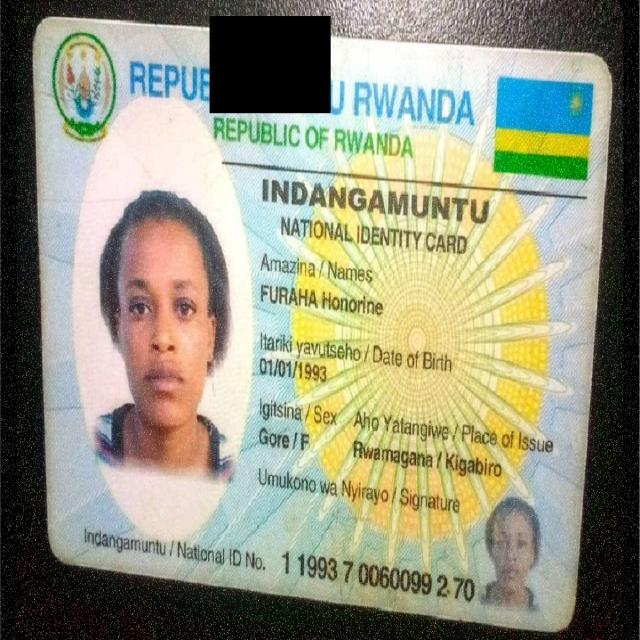 REPUB U RWANDA
REPUBLIC OF RWANDA
INDANGAMUNTU
NATIONAL IDENTITY CARD
Amazina / Names
FURAHA Honorine
Itariki yavutseho / Date of Birth
01/01/1993
Igitsina / Sex Aho Yatangiwe / Place of Issue
Gore / F Rwamagana / Kigabiro
Umukono wa Nyirayo / Signature
Indangamuntu / National ID No. 1 1993 7 0060099 2 70